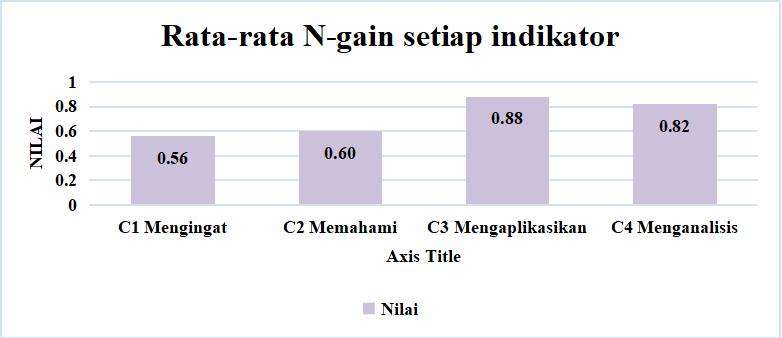 Rata-rata N-gain setiap indikator
NILAI
1
0.8
0.6
0.4
0.2
0
0.56
0.60
0.88
0.82
C1 Mengingat
C2 Memahami
C3 Mengaplikasikan
C4 Menganalisis
Axis Title
Nilai